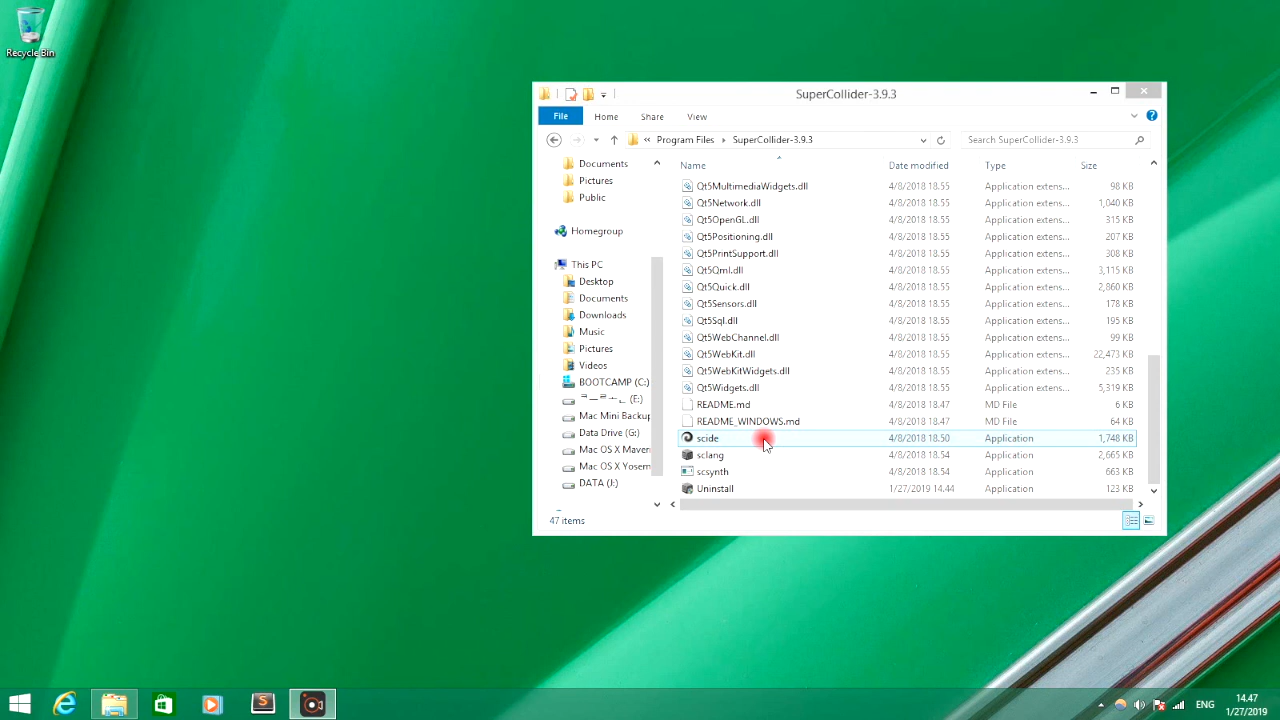 Recycle Bin
SuperCollider-3.9.3
File Home Share View
« Program Files SuperCollider-3.9.3 Search SuperCollider-3.9.3
Documents
Pictures
Public
Homegroup
This PC
Desktop
Documents
Downloads
Music
Pictures
Videos
BOOTCAMP (C:)
(E:)
Mac Mini Backup
Data Drive (G:)
Mac OS X Maver
Mac OS X Yosem
DATA (J:)
Name Date modified Type Size
Qt5MultimediaWidgets.dll 4/8/2018 18.55 Application extens... 98 KB
Qt5Network.dll 4/8/2018 18.55 Application extens... 1,040 KB
Qt5OpenGL.dll 4/8/2018 18.55 Application extens... 315 KB
Qt5Positioning.dll 4/8/2018 18.55 Application extens... 207 KB
Qt5PrintSupport.dll 4/8/2018 18.55 Application extens... 308 KB
Qt5Qml.dll 4/8/2018 18.55 Application extens... 3,115 KB
Qt5Quick.dll 4/8/2018 18.55 Application extens... 2,860 KB
Qt5Sensors.dll 4/8/2018 18.55 Application extens... 178 KB
Qt5Sql.dll 4/8/2018 18.55 Application extens... 195 KB
Qt5WebChannel.dll 4/8/2018 18.55 Application extens... 99 KB
Qt5WebKit.dll 4/8/2018 18.55 Application extens... 22,473 KB
Qt5WebKitWidgets.dll 4/8/2018 18.55 Application extens... 235 KB
Qt5Widgets.dll 4/8/2018 18.55 Application extens... 5,319 KB
README.md 4/8/2018 18.47 MD File 6 KB
README_WINDOWS.md 4/8/2018 18.47 MD File 64 KB
scide 4/8/2018 18.50 Application 1,748 KB
sclang 4/8/2018 18.54 Application 2,665 KB
scsynth 4/8/2018 18.54 Application 663 KB
Uninstall 1/27/2019 14.44 Application 123 KB
47 items
ENG
14.47
1/27/2019